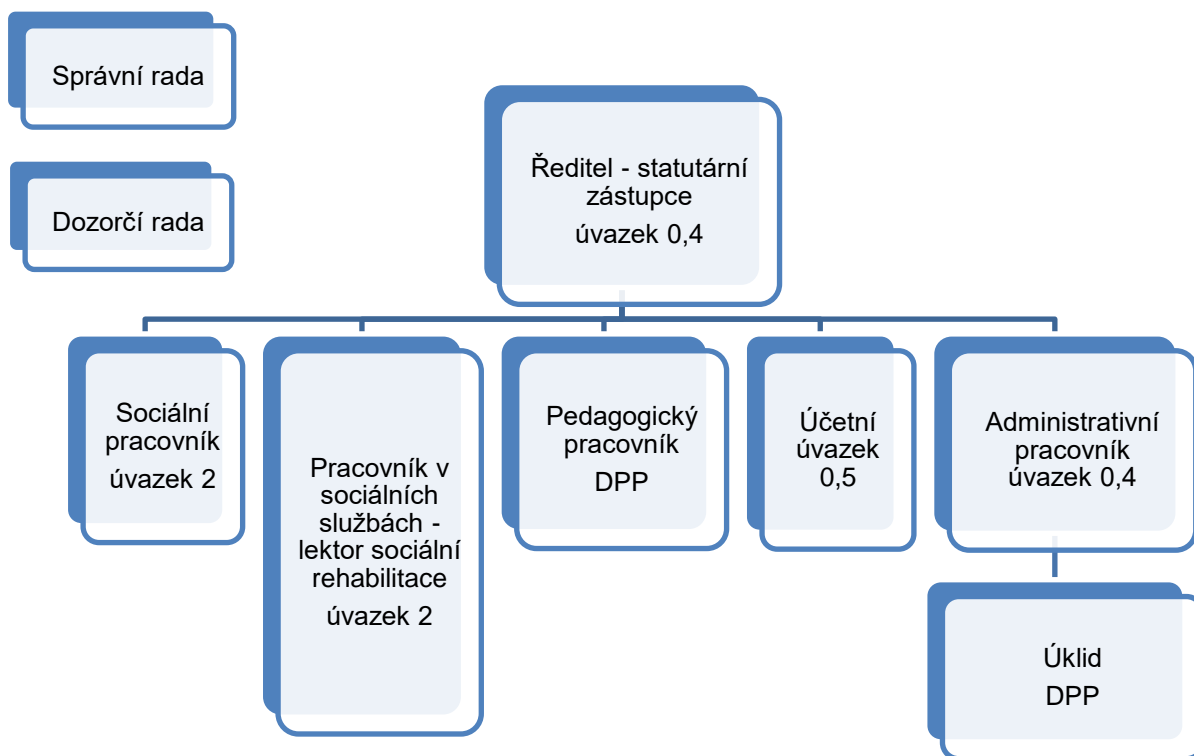 Správní rada
Dozorčí rada
Ředitel - statutární
zástupce
úvazek 0,4
Sociální
pracovník
úvazek 2
Pracovník v
sociálních
službách -
lektor sociální
rehabilitace
úvazek 2
Pedagogický
pracovník
DPP
Účetní
úvazek
0,5
Administrativní
pracovník
úvazek 0,4
Úklid
DPP